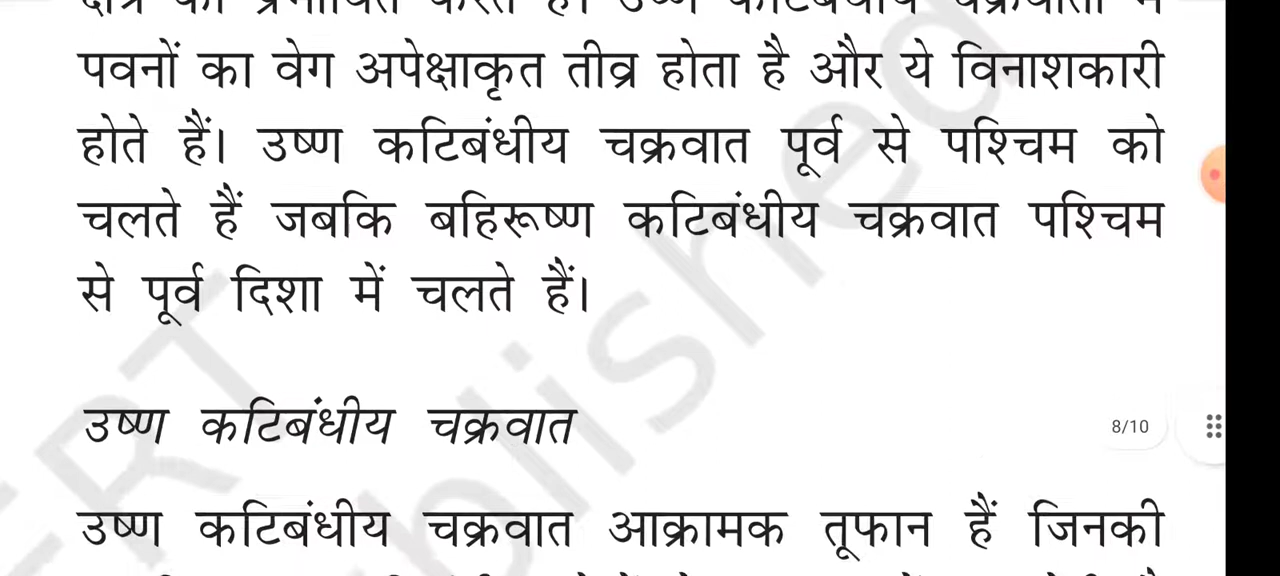 पवनों का वेग अपेक्षाकृत तीव्र होता है और ये विनाशकारी
होते हैं। उष्ण कटिबंधीय चक्रवात पूर्व से पश्चिम को
चलते हैं जबकि बहिरूष्ण कटिबंधीय चक्रवात पश्चिम
से पूर्व दिशा में चलते हैं।
उष्ण कटिबंधीय चक्रवात
8/10
उष्ण कटिबंधीय चक्रवात आक्रामक तूफान हैं जिनकी